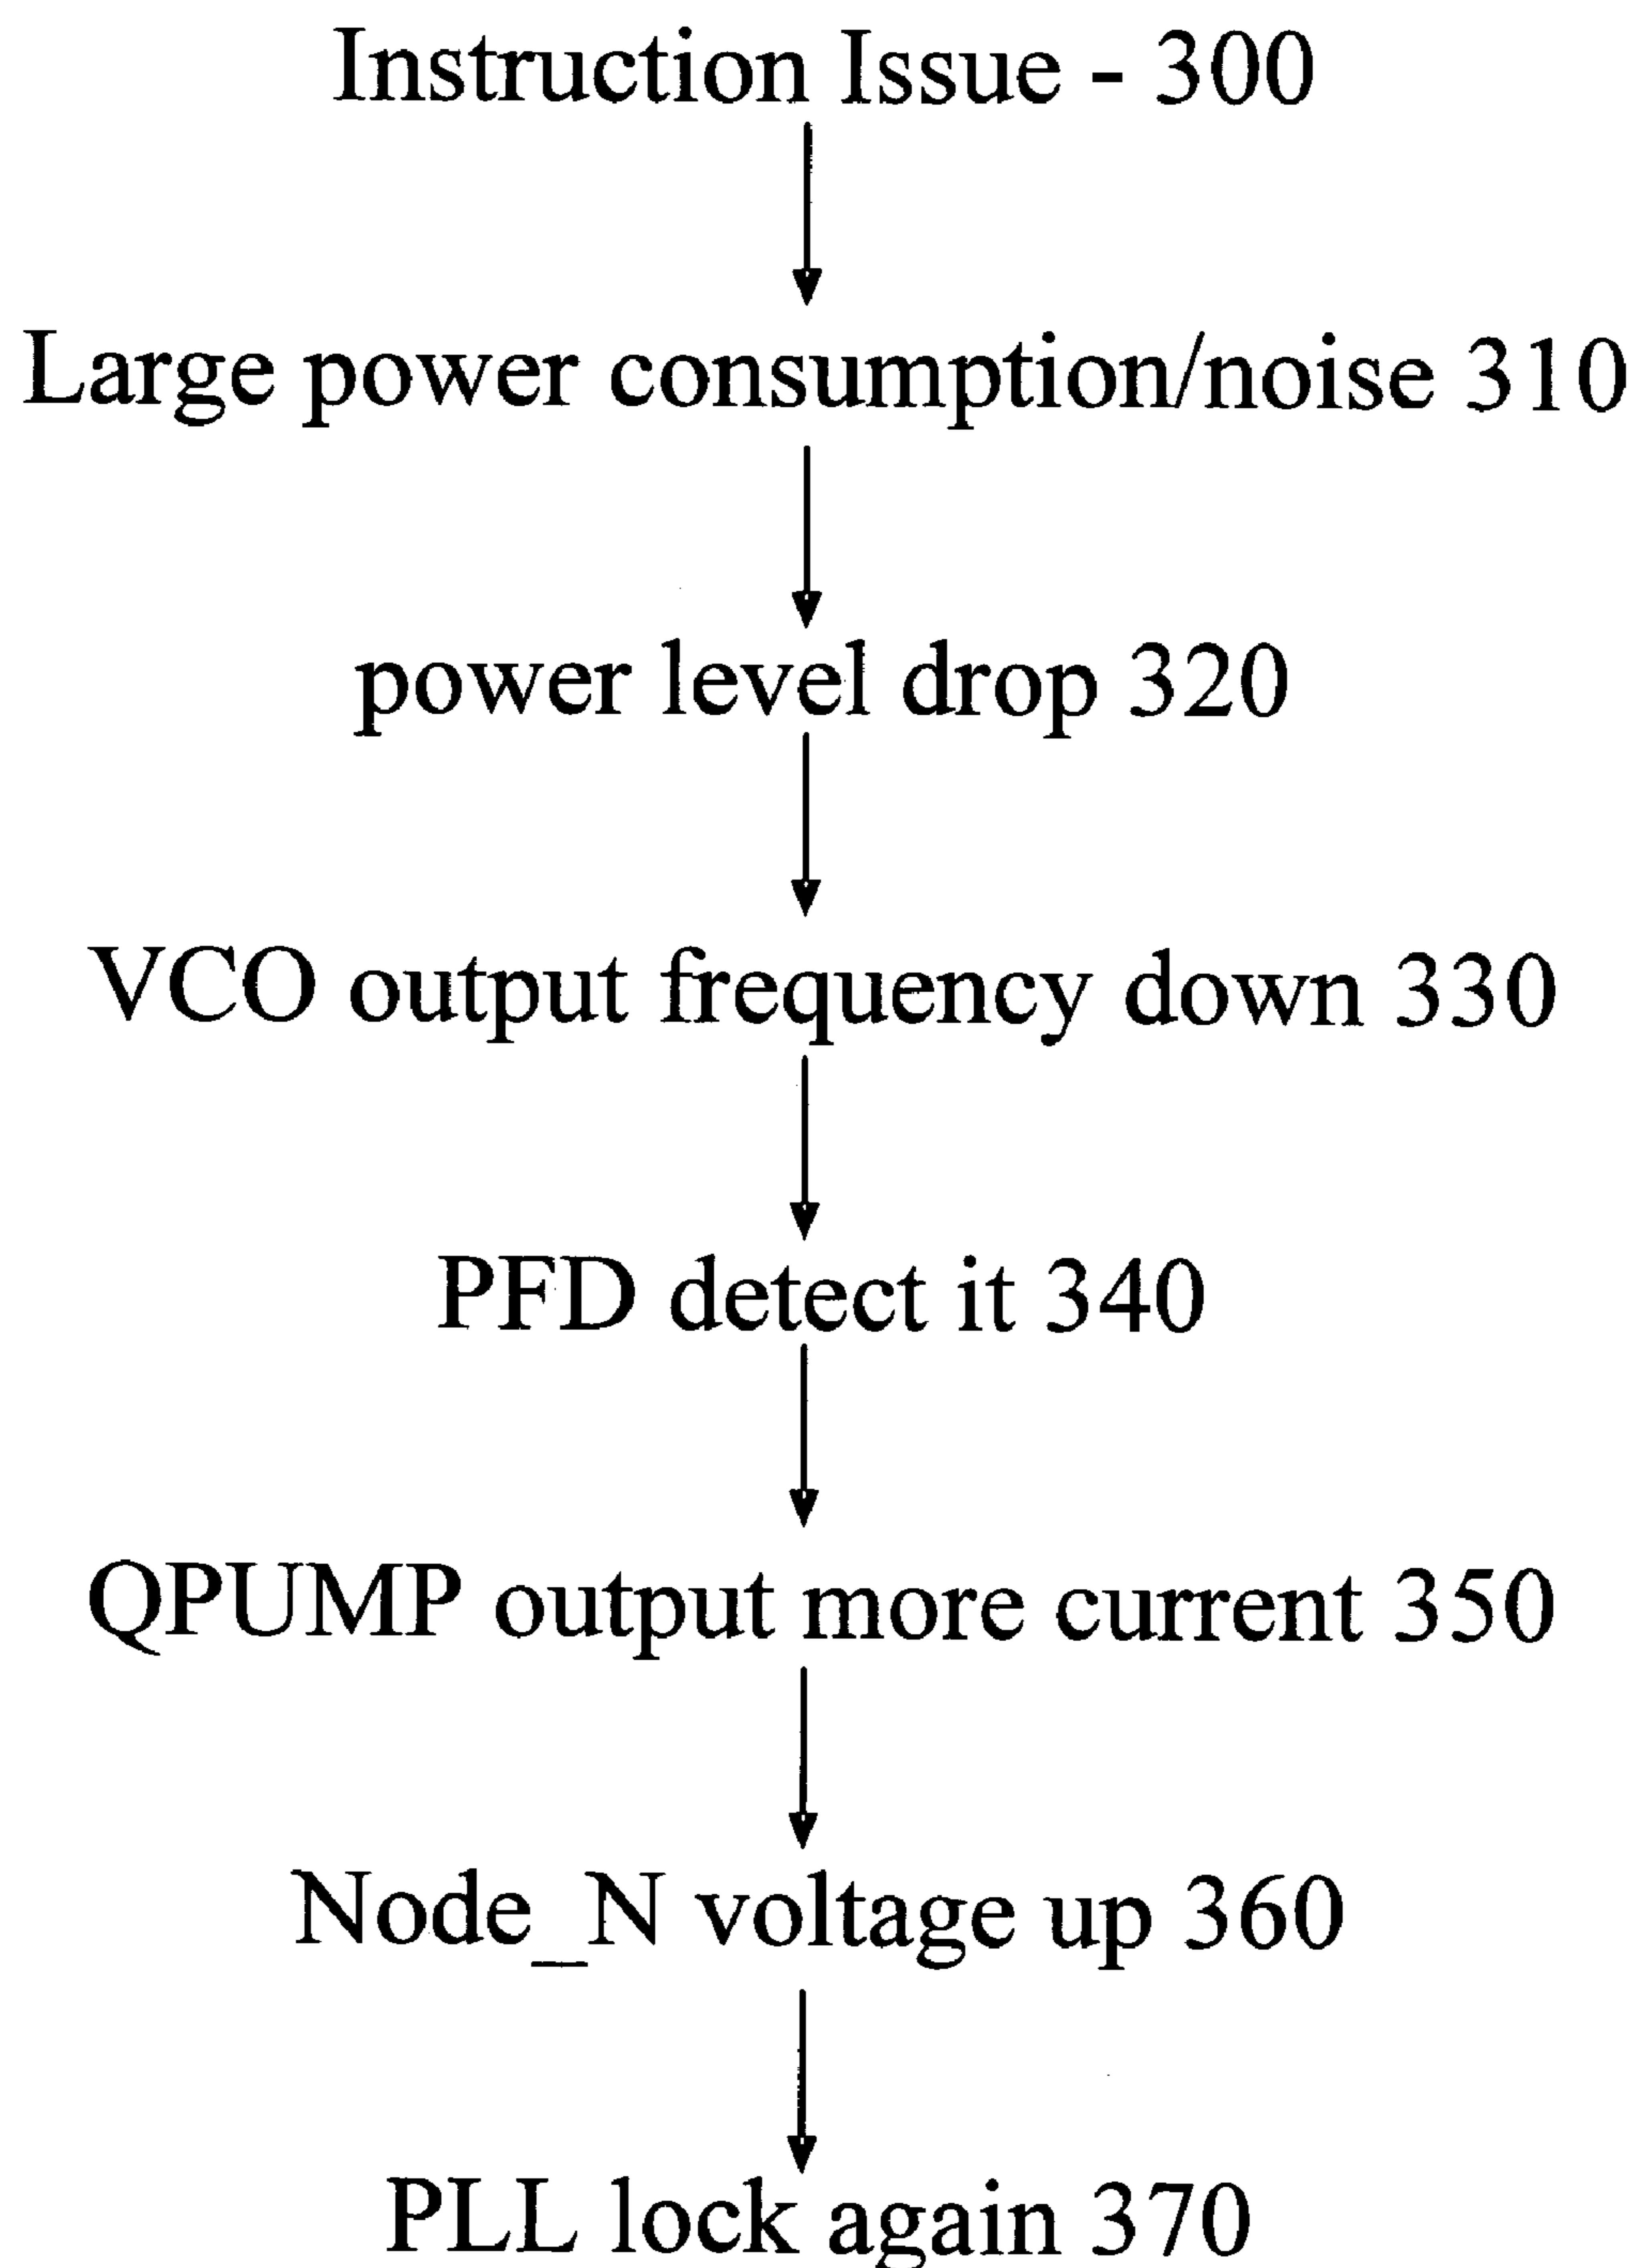 Instruction Issue - 300
Large power consumption/noise 310
power level drop 320
VCO output frequency down 330
PFD detect it 340
QPUMP output more current 350
Node_N voltage up 360
PLL lock again 370